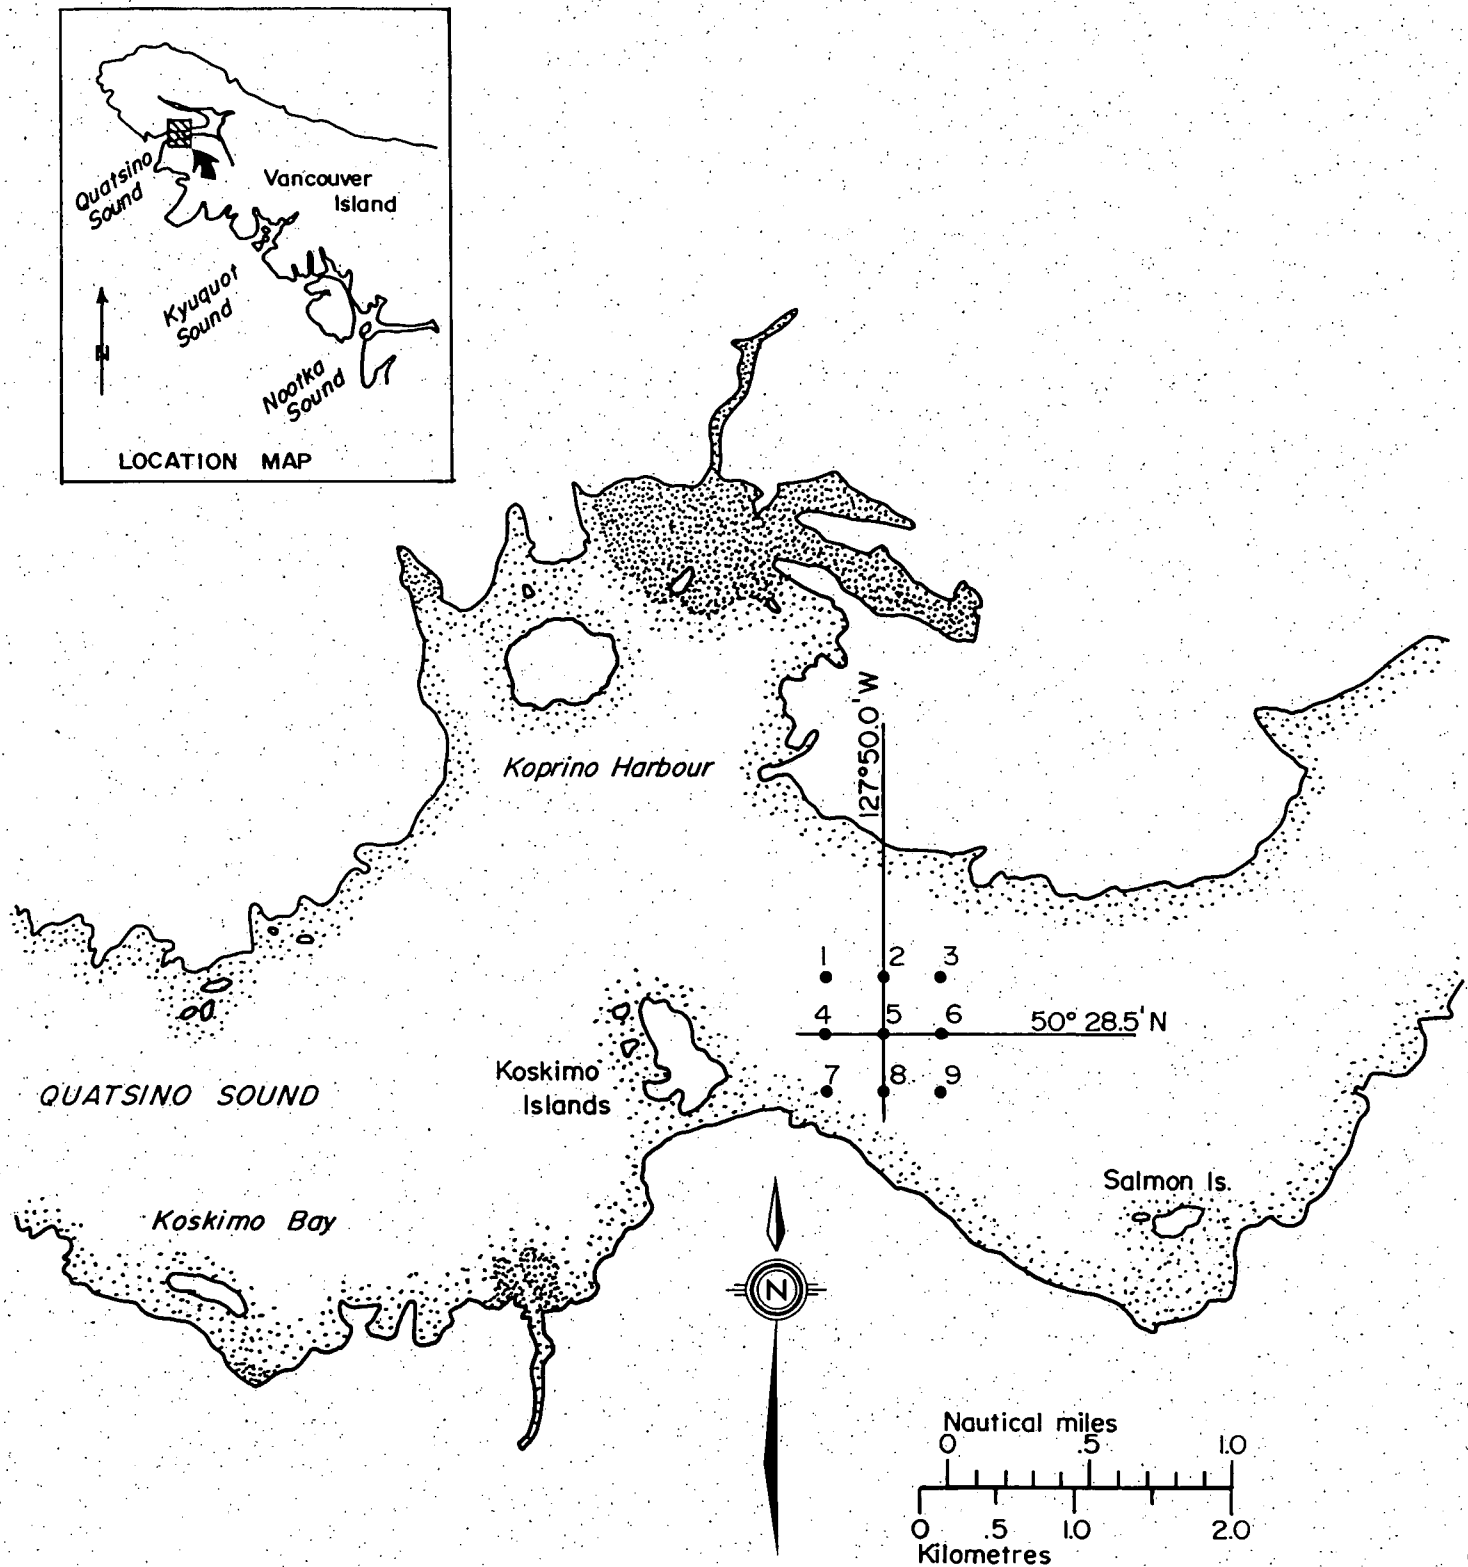 Quatsino
Sound
Vancouver
Island
Kyuquot
Sound
N
Nootka
Sound
LOCATION MAP
127°50.0'W
Koprino Harbour
1 2 3
4 5 6
50° 28.5'N
7 8 9
Koskimo
Islands
QUATSINO SOUND
Salmon Is.
Koskimo Bay
N
Nautical miles
0 .5 1.0
0 .5 1.0 2.0
Kilometres